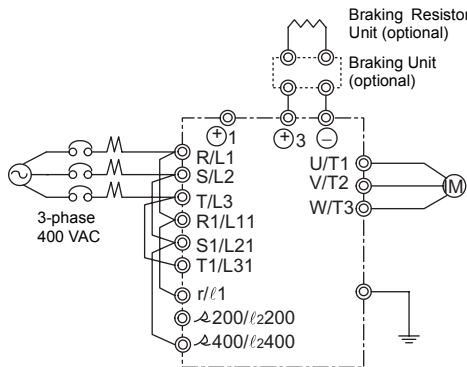 Braking Resistor
Unit (optional)
Braking Unit
(optional)
+1
+3
−
R/L1
S/L2
T/L3
R1/L11
S1/L21
T1/L31
r/ℓ1
200/ℓ2200
400/ℓ2400
U/T1
V/T2
W/T3
M
3-phase
400 VAC